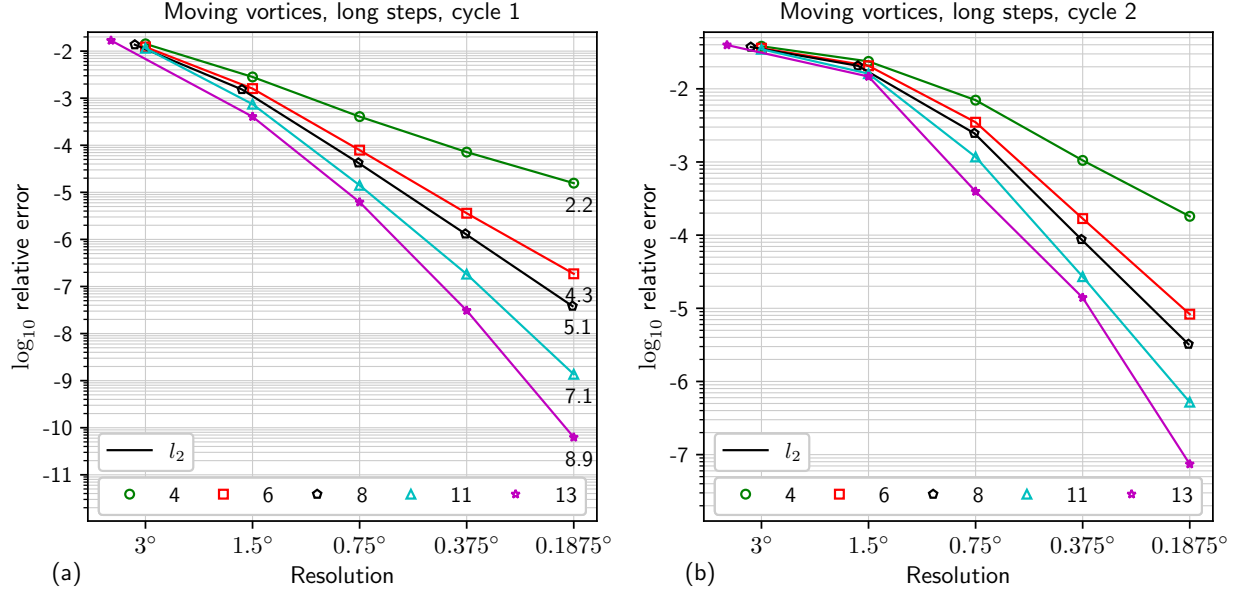 Moving vortices, long steps, cycle 1
log₁₀ relative error
-2
-3
-4
-5
-6
-7
-8
-9
-10
-11
2.2
4.3
5.1
7.1
8.9
l₂
4 6 8 11 13
3° 1.5° 0.75° 0.375° 0.1875°
(a) Resolution
Moving vortices, long steps, cycle 2
log₁₀ relative error
-2
-3
-4
-5
-6
-7
l₂
4 6 8 11 13
3° 1.5° 0.75° 0.375° 0.1875°
(b) Resolution